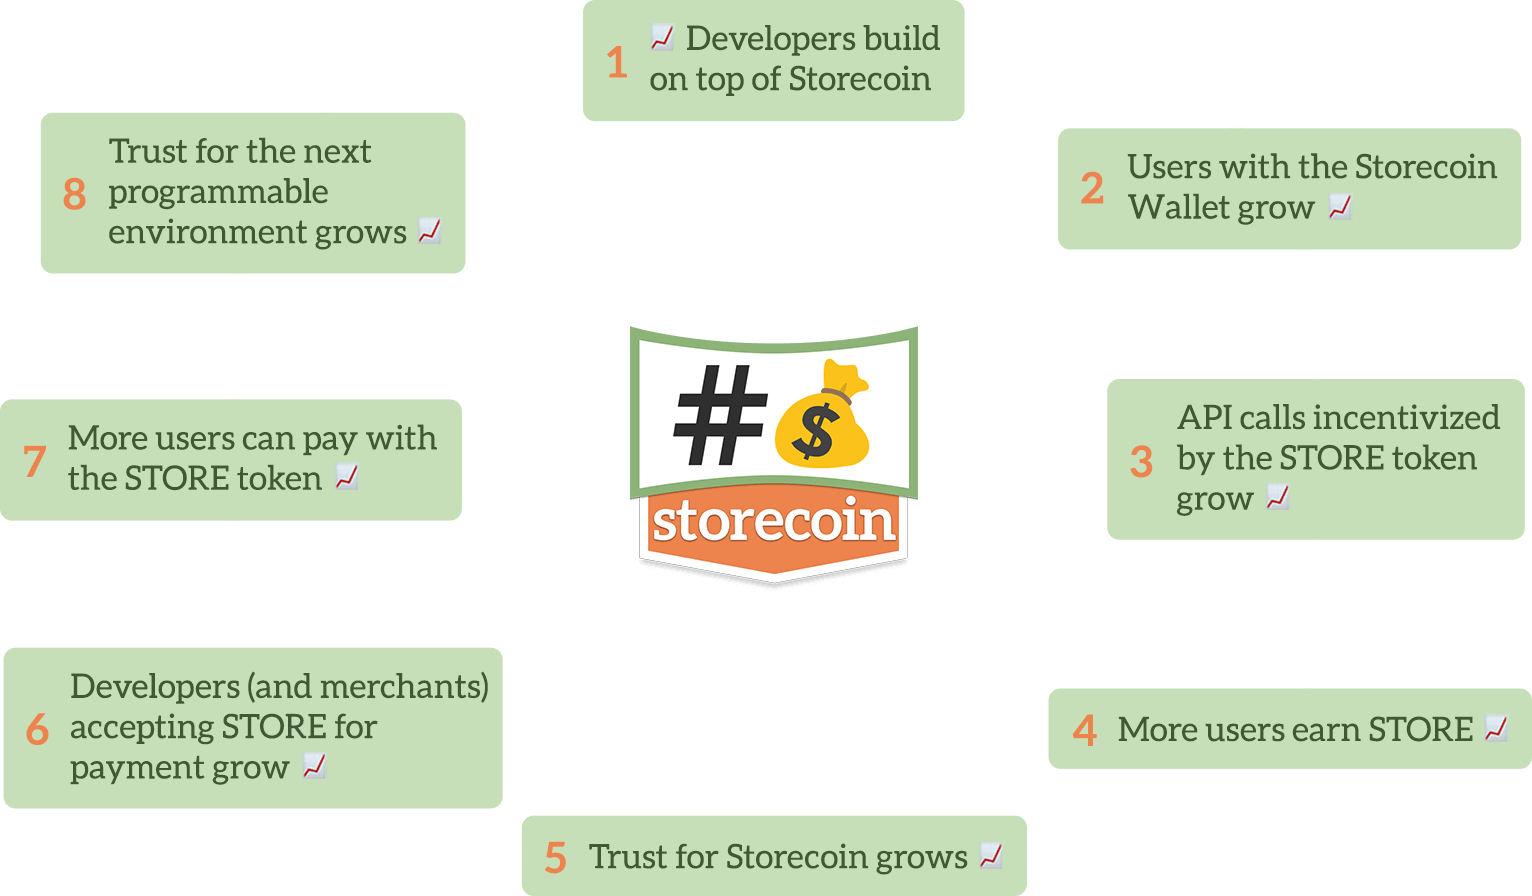 1
📈 Developers build
on top of Storecoin
2
Users with the Storecoin
Wallet grow 📈
3
API calls incentivized
by the STORE token
grow 📈
4
More users earn STORE 📈
5
Trust for Storecoin grows 📈
6
Developers (and merchants)
accepting STORE for
payment grow 📈
7
More users can pay with
the STORE token 📈
8
Trust for the next
programmable
environment grows 📈
#💰
storecoin